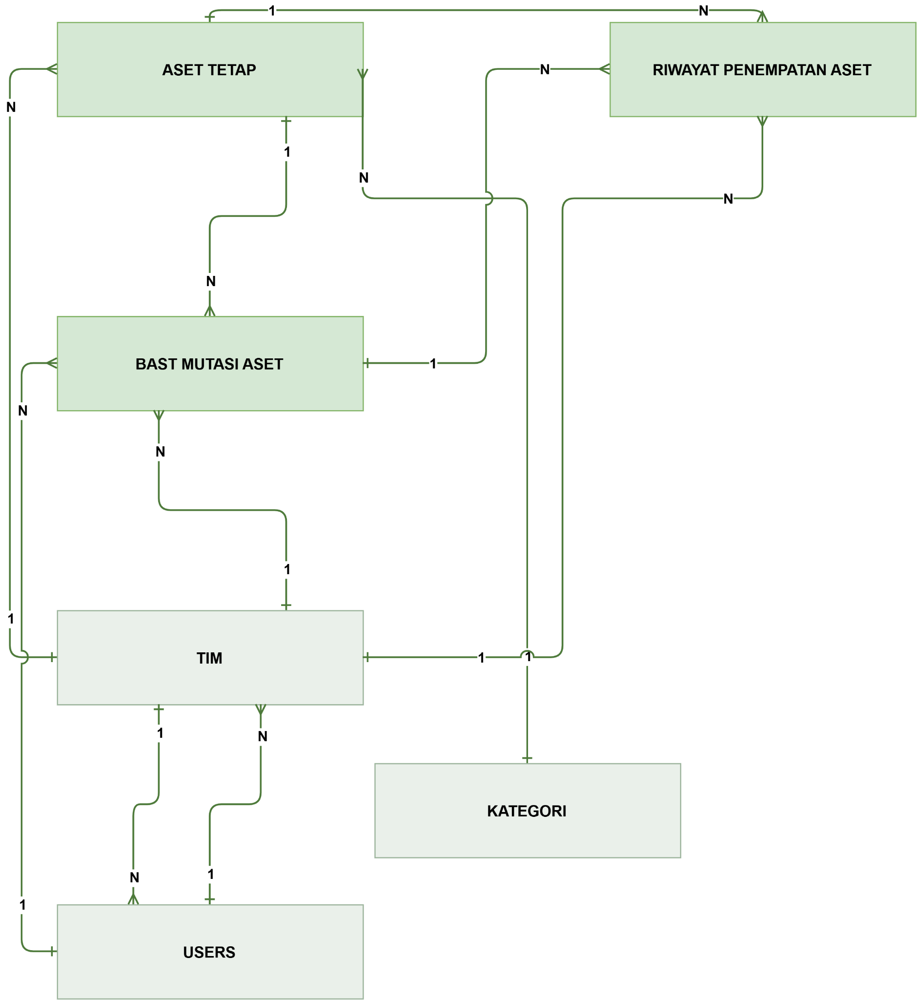 1
N
ASET TETAP
N
RIWAYAT PENEMPATAN ASET
N
1
N
N
N
BAST MUTASI ASET
1
N
N
1
1
TIM
1
1
1
N
KATEGORI
1
N
1
USERS